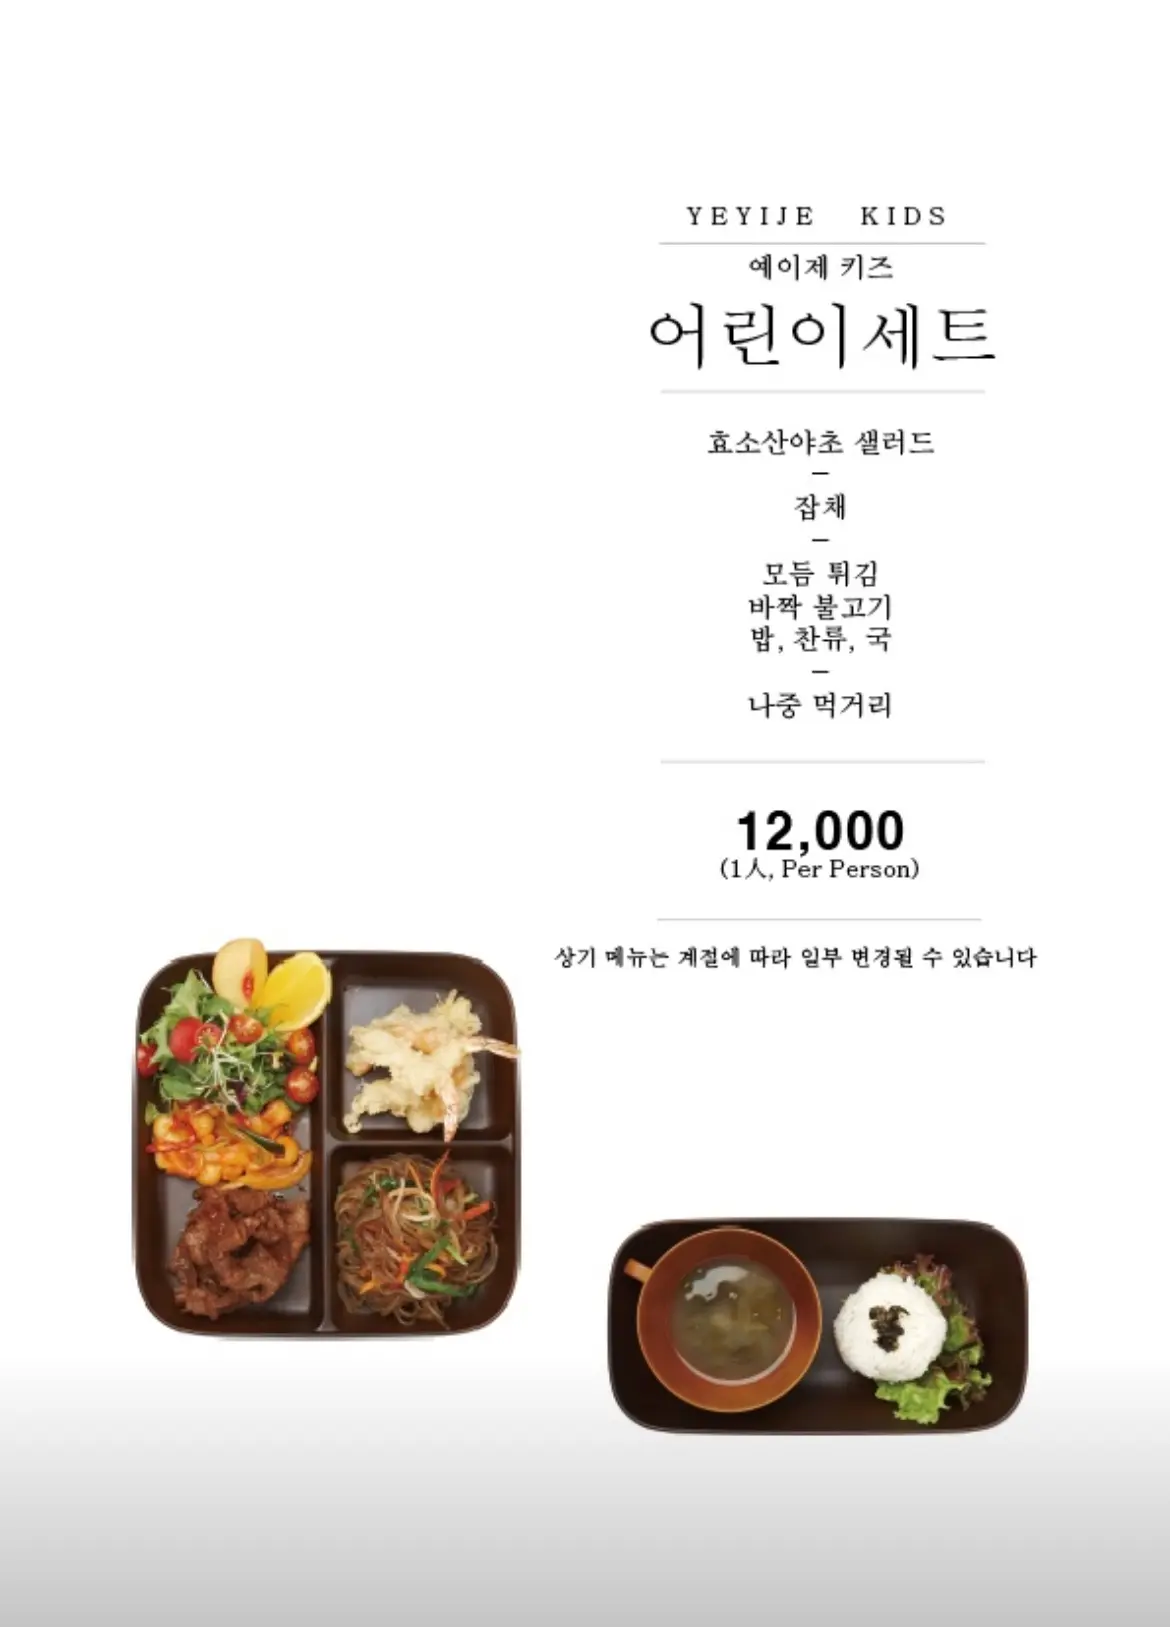 YEYIJE KIDS
예이제 키즈
어린이세트
효소산야초 샐러드
–
잡채
–
모듬 튀김
바짝 불고기
밥, 찬류, 국
–
나중 먹거리
12,000
(1人, Per Person)
상기 메뉴는 계절에 따라 일부 변경될 수 있습니다